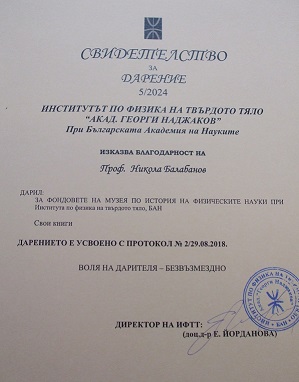 СВИДЕТЕЛСТВО
ЗА
ДАРЕНИЕ
5/2024
ИНСТИТУТЪТ ПО ФИЗИКА НА ТВЪРДОТО ТЯЛО
"АКАД. ГЕОРГИ НАДЖАКОВ"
При Българската Академия на Науките
ИЗКАЗВА БЛАГОДАРНОСТ НА
Проф. Никола Балабанов
ДАРИЛ:
ЗА ФОНДОВЕТЕ НА МУЗЕЯ ПО ИСТОРИЯ НА ФИЗИЧЕСКИТЕ НАУКИ ПРИ
Института по физика на твърдото тяло, БАН
Свои книги
ДАРЕНИЕТО Е УСВОЕНО С ПРОТОКОЛ № 2/29.08.2018.
ВОЛЯ НА ДАРИТЕЛЯ – БЕЗВЪЗМЕЗДНО
ДИРЕКТОР НА ИФТТ:
(доц.д-р Е. ЙОРДАНОВА)